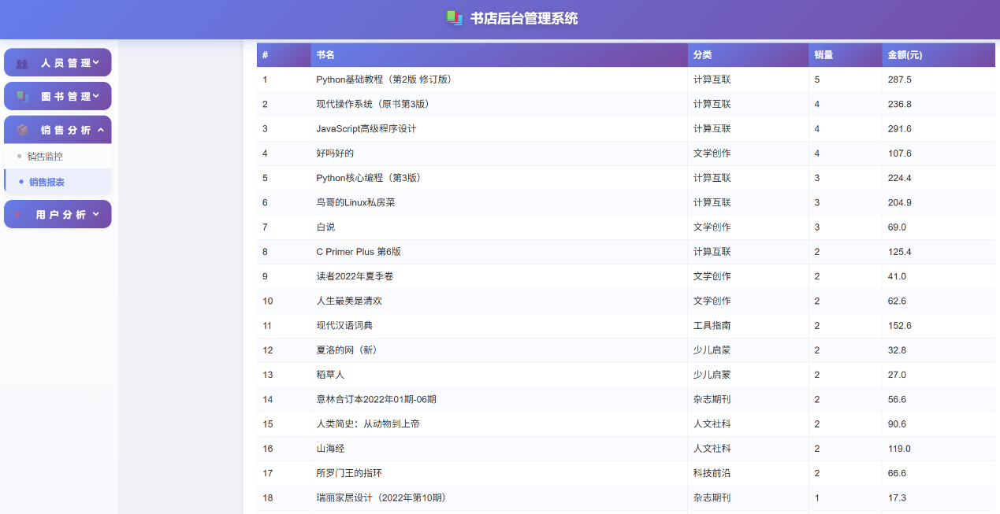 书店后台管理系统
人员管理
图书管理
销售分析
销售监控
销售报表
用户分析
# 书名 分类 销量 金额(元)
1 Python基础教程（第2版 修订版） 计算互联 5 287.5
2 现代操作系统（原书第3版） 计算互联 4 236.8
3 JavaScript高级程序设计 计算互联 4 291.6
4 好吗好的 文学创作 4 107.6
5 Python核心编程（第3版） 计算互联 3 224.4
6 鸟哥的Linux私房菜 计算互联 3 204.9
7 白说 文学创作 3 69.0
8 C Primer Plus 第6版 计算互联 2 125.4
9 读者2022年夏季卷 文学创作 2 41.0
10 人生最美是清欢 文学创作 2 62.6
11 现代汉语词典 工具指南 2 152.6
12 夏洛的网（新） 少儿启蒙 2 32.8
13 稻草人 少儿启蒙 2 27.0
14 意林合订本2022年01期-06期 杂志期刊 2 56.6
15 人类简史：从动物到上帝 人文社科 2 90.6
16 山海经 人文社科 2 119.0
17 所罗门王的指环 科技前沿 2 66.6
18 瑞丽家居设计（2022年第10期） 杂志期刊 1 17.3